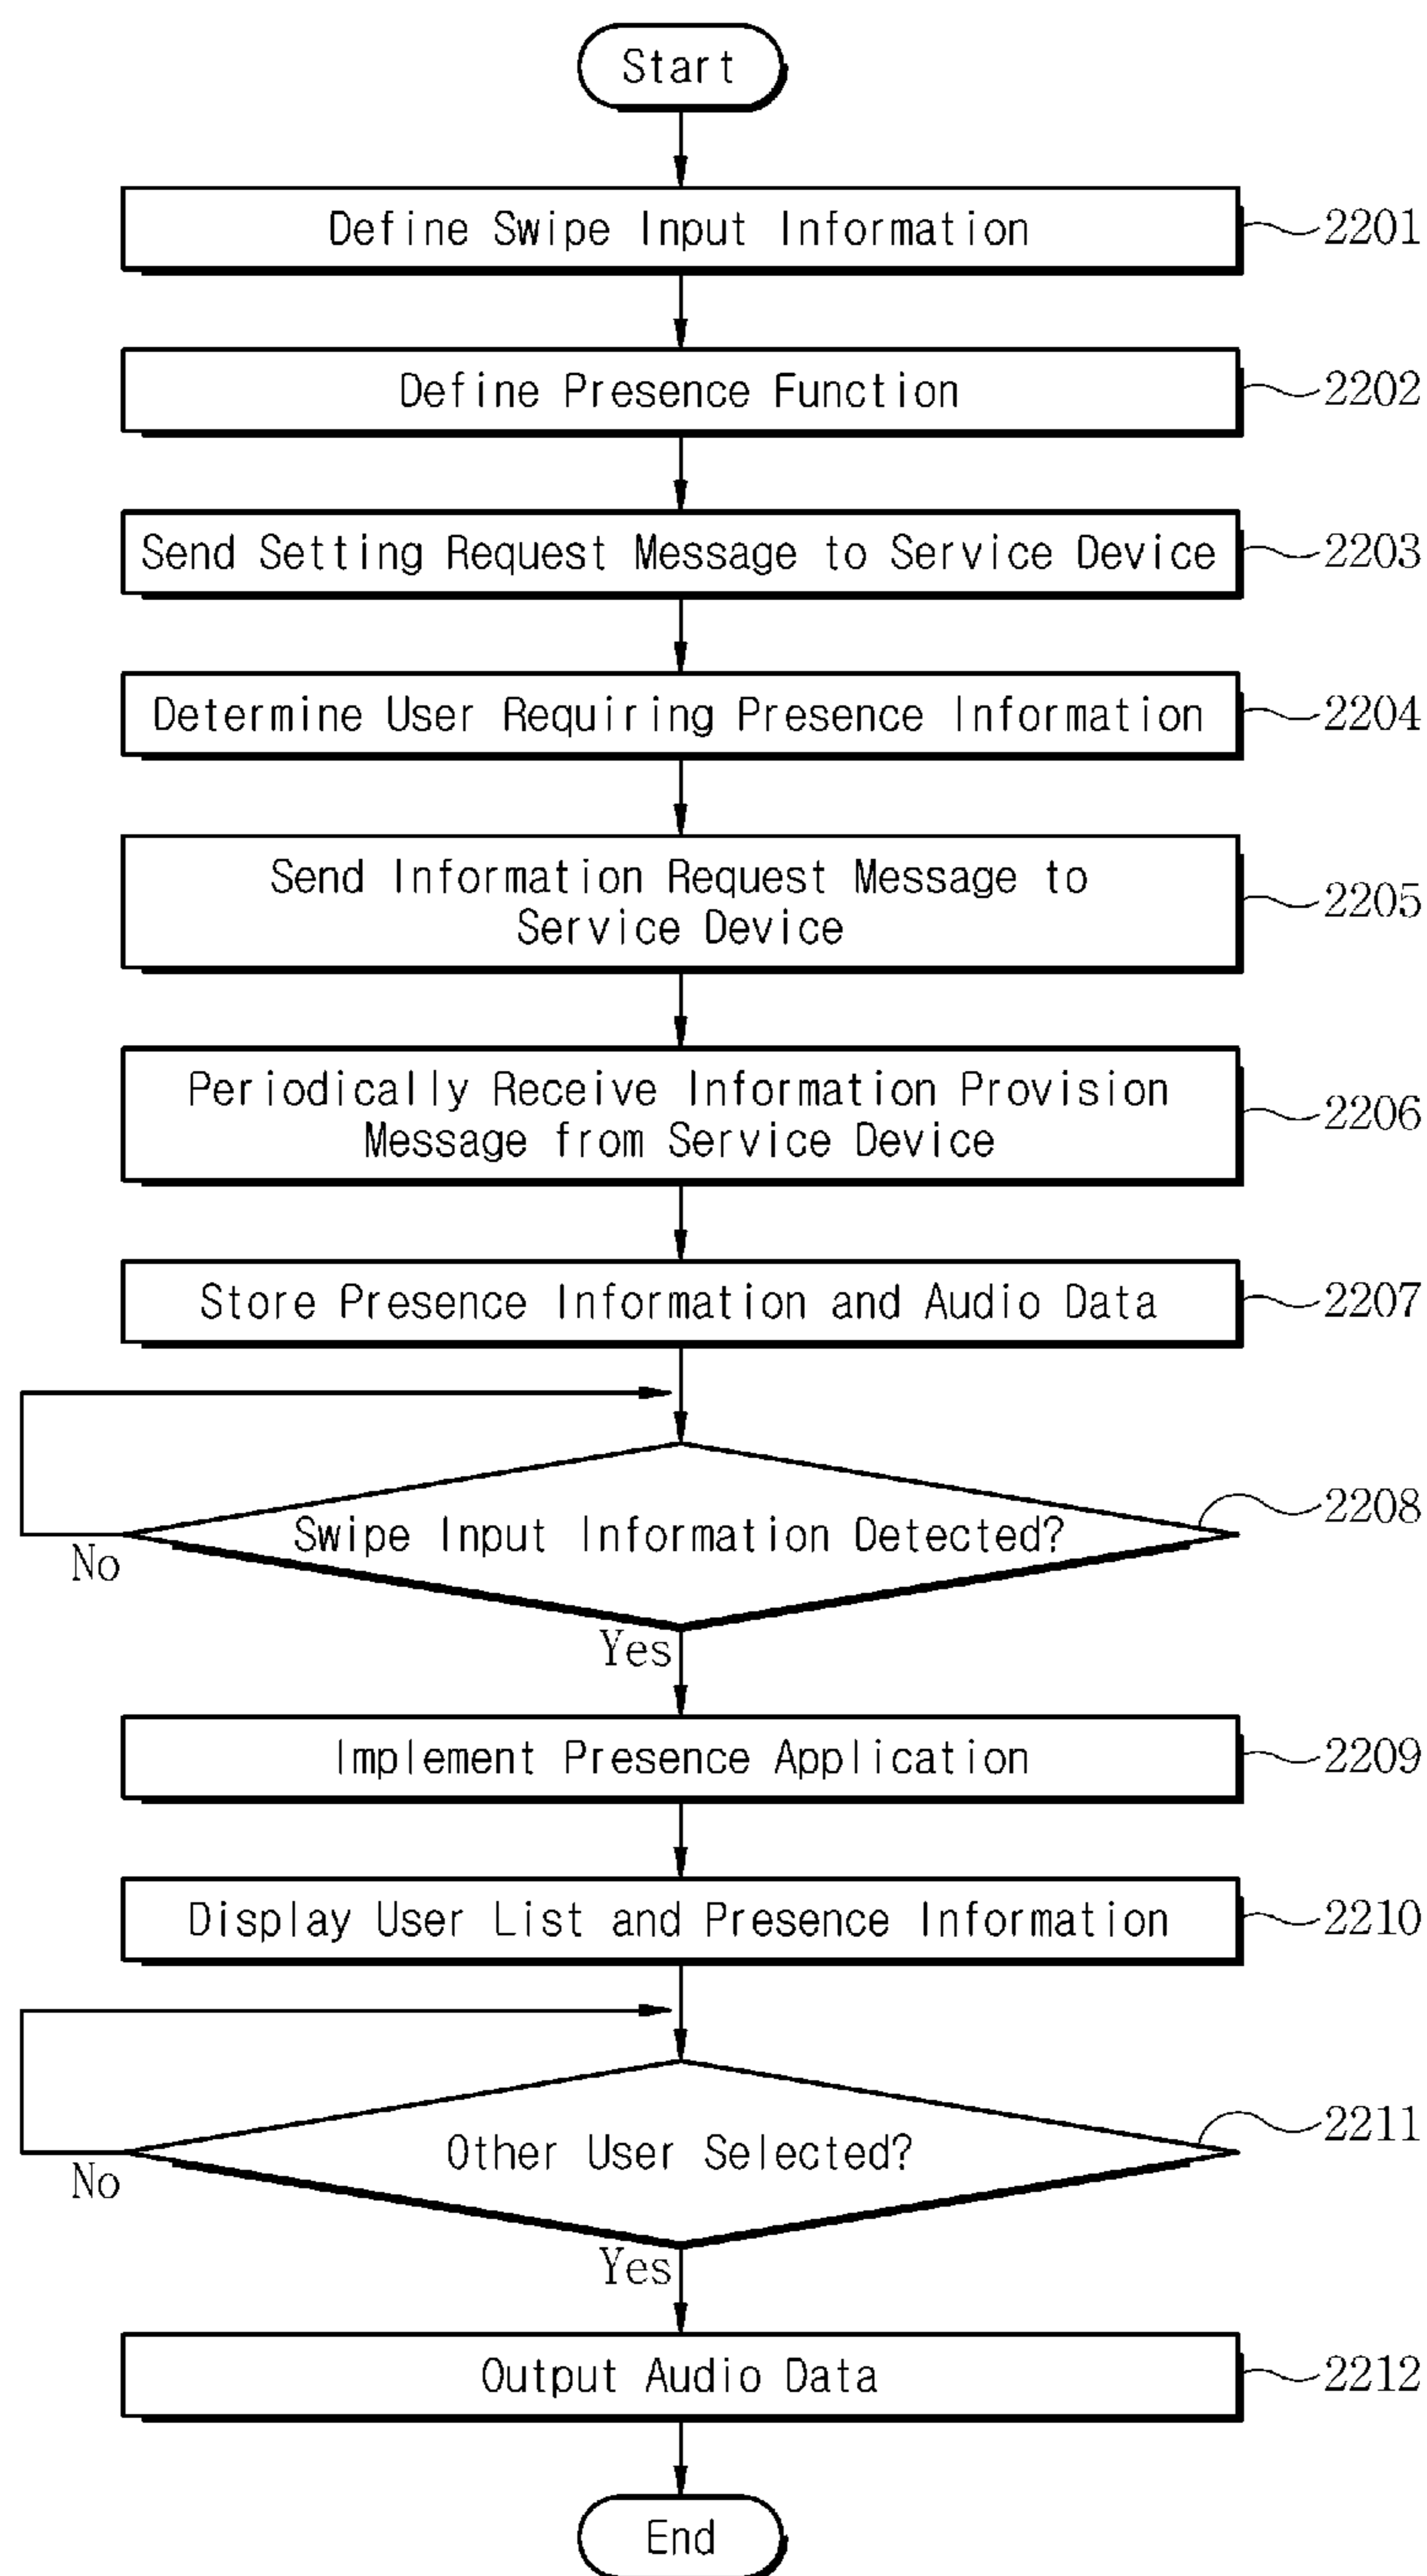 Start
Define Swipe Input Information
2201
Define Presence Function
2202
Send Setting Request Message to Service Device
2203
Determine User Requiring Presence Information
2204
Send Information Request Message to
Service Device
2205
Periodically Receive Information Provision
Message from Service Device
2206
Store Presence Information and Audio Data
2207
Swipe Input Information Detected?
2208
No
Yes
Implement Presence Application
2209
Display User List and Presence Information
2210
Other User Selected?
2211
No
Yes
Output Audio Data
2212
End